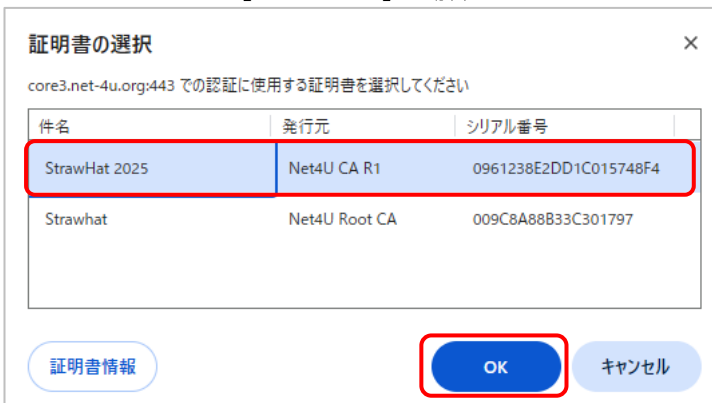 証明書の選択
core3.net-4u.org:443 での認証に使用する証明書を選択してください
件名 発行元 シリアル番号
StrawHat 2025 Net4U CA R1 0961238E2DD1C015748F4
Strawhat Net4U Root CA 009C8A88B33C301797
証明書情報 OK キャンセル